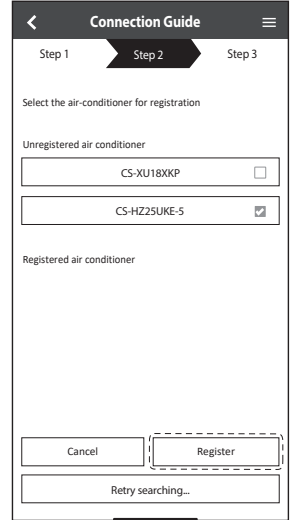 Connection Guide
Step 1 Step 2 Step 3
Select the air-conditioner for registration
Unregistered air conditioner
CS-XU18XKP
CS-HZ25UKE-5
Registered air conditioner
Cancel Register
Retry searching...